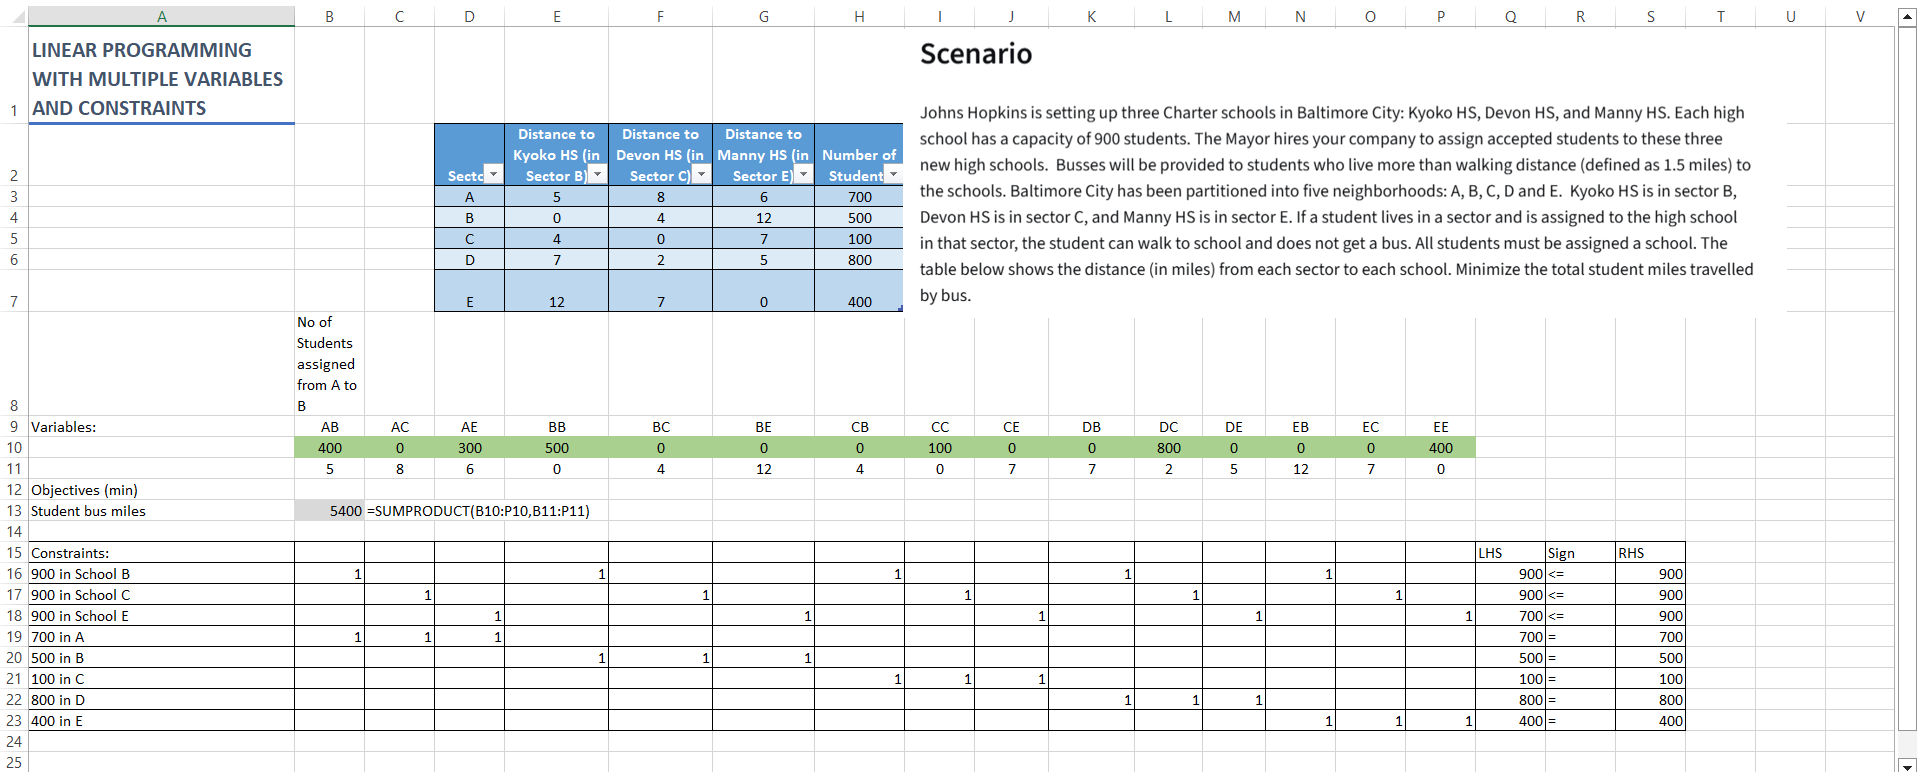 A B C D E F G H I J K L M N O P Q R S T U V
1 LINEAR PROGRAMMING
WITH MULTIPLE VARIABLES
AND CONSTRAINTS
Scenario
Johns Hopkins is setting up three Charter schools in Baltimore City: Kyoko HS, Devon HS, and Manny HS. Each high
school has a capacity of 900 students. The Mayor hires your company to assign accepted students to these three
new high schools.  Busses will be provided to students who live more than walking distance (defined as 1.5 miles) to
the schools. Baltimore City has been partitioned into five neighborhoods: A, B, C, D and E.  Kyoko HS is in sector B,
Devon HS is in sector C, and Manny HS is in sector E. If a student lives in a sector and is assigned to the high school
in that sector, the student can walk to school and does not get a bus. All students must be assigned a school. The
table below shows the distance (in miles) from each sector to each school. Minimize the total student miles travelled
by bus.
Distance to Distance to Distance to
Kyoko HS (in Devon HS (in Manny HS (in Number of
2 Sectc Sector B) Sector C) Sector E) Student
3 A 5 8 6 700
4 B 0 4 12 500
5 C 4 0 7 100
6 D 7 2 5 800
7 E 12 7 0 400
No of
Students
assigned
from A to
8 B
9 Variables: AB AC AE BB BC BE CB CC CE DB DC DE EB EC EE
10 400 0 300 500 0 0 0 100 0 0 800 0 0 0 400
11 5 8 6 0 4 12 4 0 7 7 2 5 12 7 0
12 Objectives (min)
13 Student bus miles 5400 =SUMPRODUCT(B10:P10,B11:P11)
14
15 Constraints: LHS Sign RHS
16 900 in School B 1 1 1 1 1 900 <= 900
17 900 in School C 1 1 1 1 1 900 <= 900
18 900 in School E 1 1 1 1 1 700 <= 900
19 700 in A 1 1 1 700 = 700
20 500 in B 1 1 1 500 = 500
21 100 in C 1 1 1 100 = 100
22 800 in D 1 1 1 800 = 800
23 400 in E 1 1 1 400 = 400
24
25